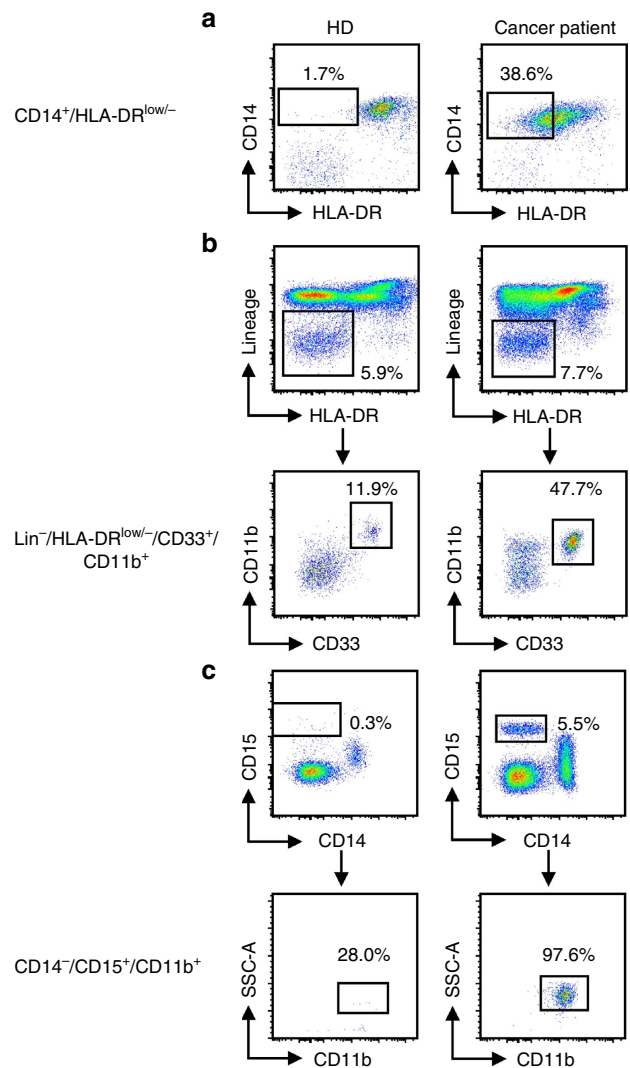 a
HD
Cancer patient
CD14⁺/HLA-DRˡᵒʷ/⁻
1.7%
38.6%
CD14
CD14
HLA-DR
HLA-DR
b
Lineage
Lineage
5.9%
7.7%
HLA-DR
HLA-DR
Lin⁻/HLA-DRˡᵒʷ/⁻/CD33⁺/
CD11b⁺
11.9%
47.7%
CD11b
CD11b
CD33
CD33
c
0.3%
5.5%
CD15
CD15
CD14
CD14
CD14⁻/CD15⁺/CD11b⁺
28.0%
97.6%
SSC-A
SSC-A
CD11b
CD11b